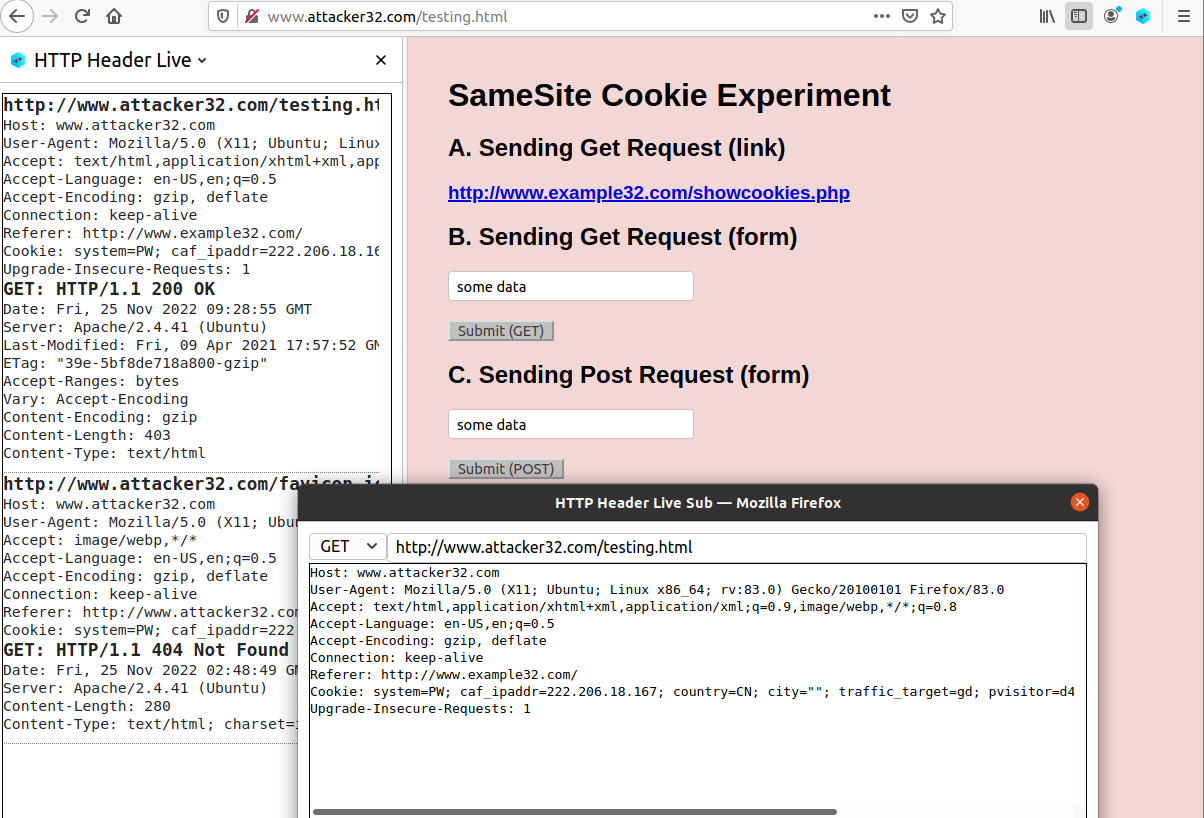 www.attacker32.com/testing.html
HTTP Header Live
http://www.attacker32.com/testing.ht
Host: www.attacker32.com
User-Agent: Mozilla/5.0 (X11; Ubuntu; Linux
Accept: text/html,application/xhtml+xml,app
Accept-Language: en-US,en;q=0.5
Accept-Encoding: gzip, deflate
Connection: keep-alive
Referer: http://www.example32.com/
Cookie: system=PW; caf_ipaddr=222.206.18.16
Upgrade-Insecure-Requests: 1
GET: HTTP/1.1 200 OK
Date: Fri, 25 Nov 2022 09:28:55 GMT
Server: Apache/2.4.41 (Ubuntu)
Last-Modified: Fri, 09 Apr 2021 17:57:52 GM
ETag: "39e-5bf8de718a800-gzip"
Accept-Ranges: bytes
Vary: Accept-Encoding
Content-Encoding: gzip
Content-Length: 403
Content-Type: text/html
http://www.attacker32.com/favicon.ic
Host: www.attacker32.com
User-Agent: Mozilla/5.0 (X11; Ubu
Accept: image/webp,*/*
Accept-Language: en-US,en;q=0.5
Accept-Encoding: gzip, deflate
Connection: keep-alive
Referer: http://www.attacker32.co
Cookie: system=PW; caf_ipaddr=222
GET: HTTP/1.1 404 Not Found
Date: Fri, 25 Nov 2022 02:48:49 GM
Server: Apache/2.4.41 (Ubuntu)
Content-Length: 280
Content-Type: text/html; charset=i
SameSite Cookie Experiment
A. Sending Get Request (link)
http://www.example32.com/showcookies.php
B. Sending Get Request (form)
some data
Submit (GET)
C. Sending Post Request (form)
some data
Submit (POST)
HTTP Header Live Sub — Mozilla Firefox
GET http://www.attacker32.com/testing.html
Host: www.attacker32.com
User-Agent: Mozilla/5.0 (X11; Ubuntu; Linux x86_64; rv:83.0) Gecko/20100101 Firefox/83.0
Accept: text/html,application/xhtml+xml,application/xml;q=0.9,image/webp,*/*;q=0.8
Accept-Language: en-US,en;q=0.5
Accept-Encoding: gzip, deflate
Connection: keep-alive
Referer: http://www.example32.com/
Cookie: system=PW; caf_ipaddr=222.206.18.167; country=CN; city=""; traffic_target=gd; pvisitor=d4
Upgrade-Insecure-Requests: 1